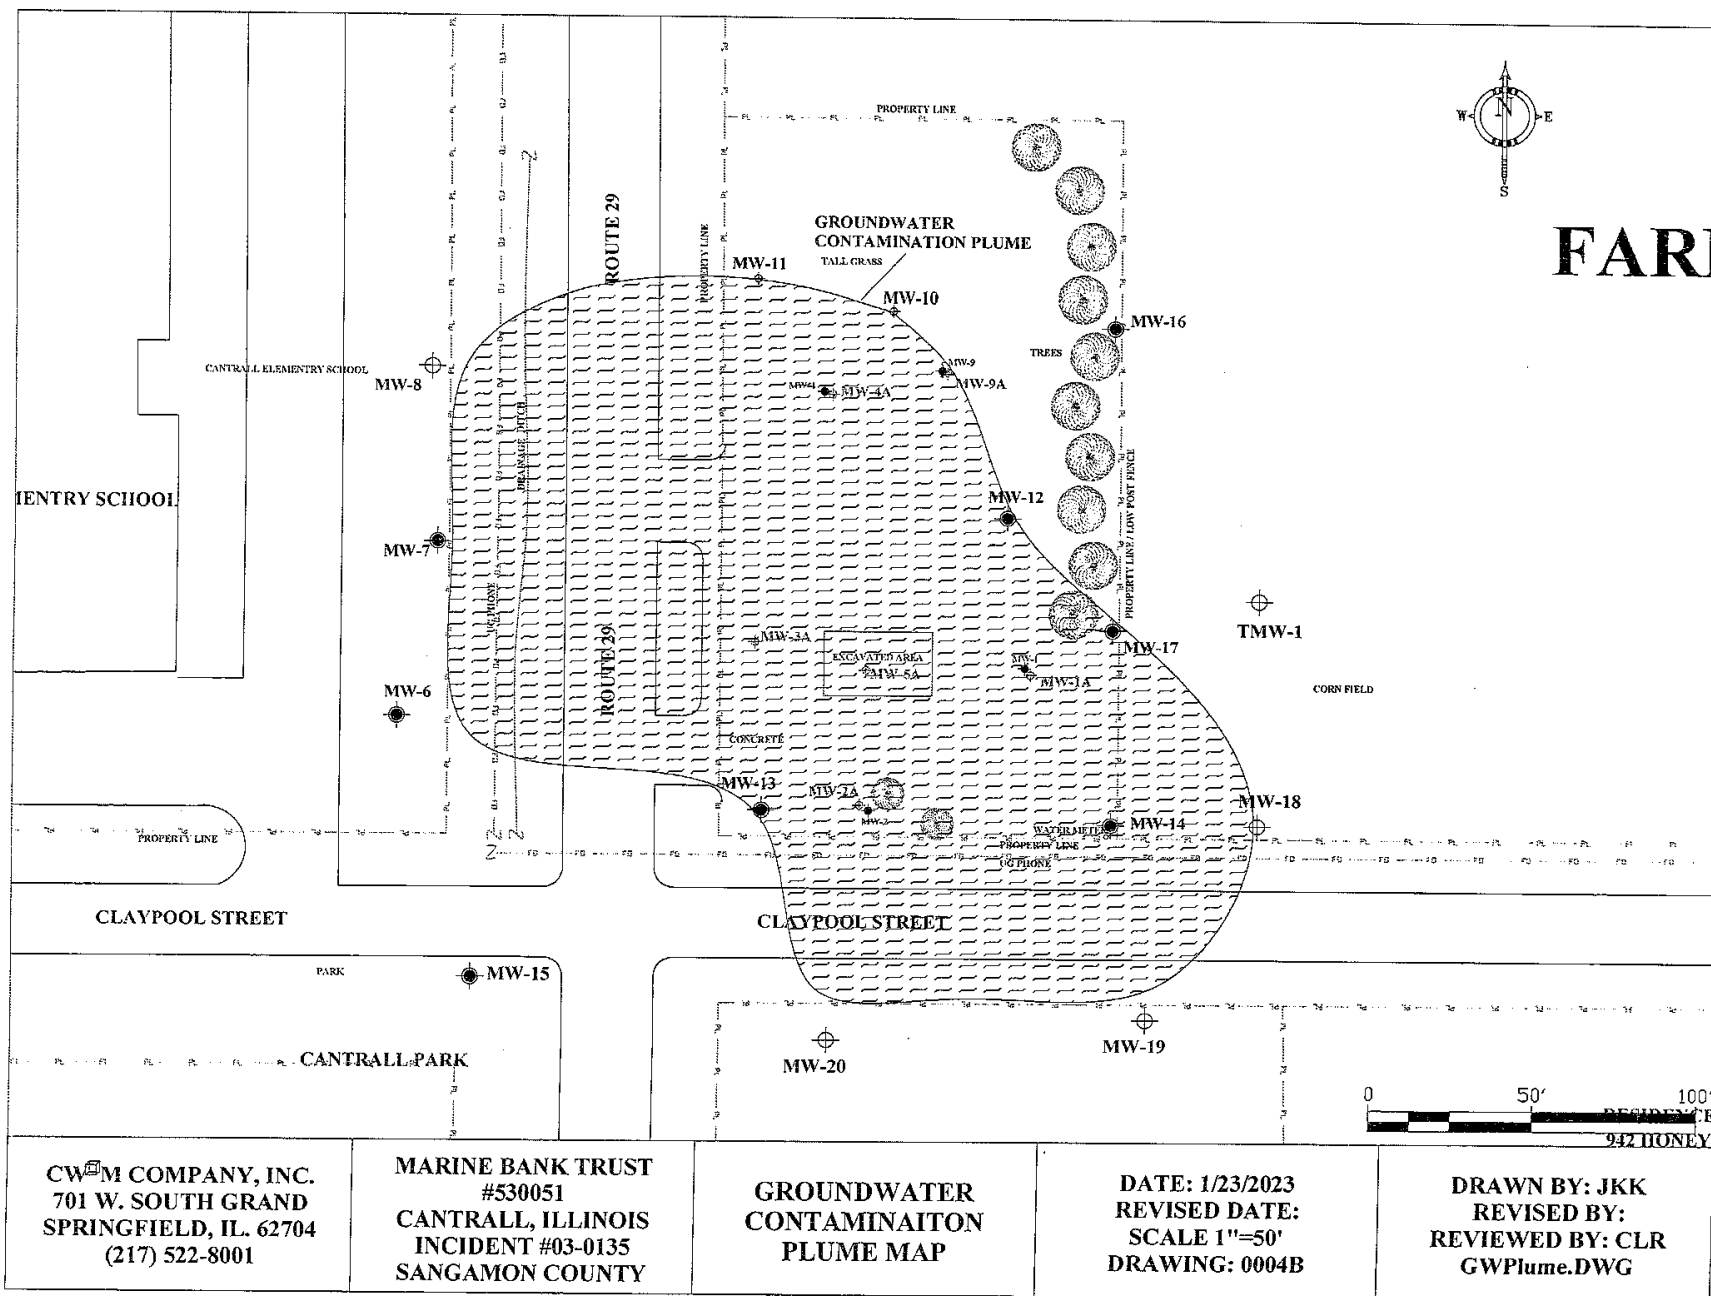 PROPERTY LINE
N
W
E
S
ROUTE 29
PROPERTY LINE
GROUNDWATER
CONTAMINATION PLUME
TALL GRASS
MW-11
MW-10
MW-16
TREES
CANTRALL ELEMENTRY SCHOOL
MW-8
MW-9
MW-9A
MW-4
MW-4A
DRAINAGE DITCH
MW-12
PROPERTY LINE / LOW POST FENCE
MW-7
UG PHONE
TMW-1
ROUTE 29
MW-3A
MW-17
EXCAVATED AREA
MW-5A
MW-1
MW-1A
CORN FIELD
MW-6
CONCRETE
MW-13
MW-2A
MW-2
MW-18
MW-14
WATER METER
PROPERTY LINE
PROPERTY LINE
UG PHONE
CLAYPOOL STREET
CLAYPOOL STREET
PARK
MW-15
CANTRALL PARK
MW-20
MW-19
0 50' 100'
942 HONEY
CW M COMPANY, INC.
701 W. SOUTH GRAND
SPRINGFIELD, IL. 62704
(217) 522-8001
MARINE BANK TRUST
#530051
CANTRALL, ILLINOIS
INCIDENT #03-0135
SANGAMON COUNTY
GROUNDWATER
CONTAMINAITON
PLUME MAP
DATE: 1/23/2023
REVISED DATE:
SCALE 1"=50'
DRAWING: 0004B
DRAWN BY: JKK
REVISED BY:
REVIEWED BY: CLR
GWPlume.DWG